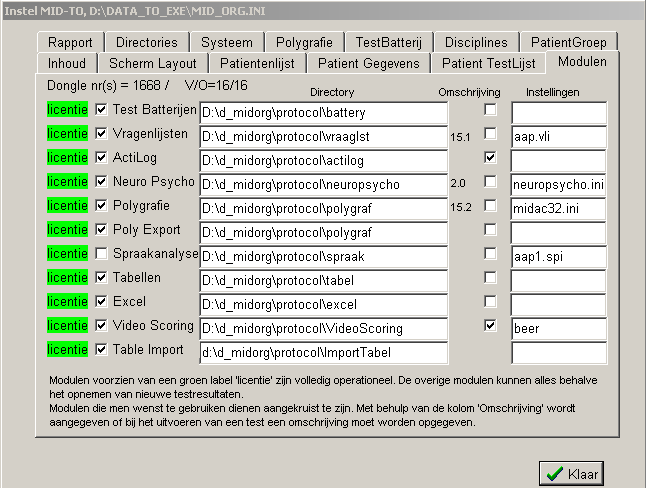 Instel MID-TO, D:\DATA_TO_EXE\MID_ORG.INI
Rapport Directories Systeem Polygrafie TestBatterij Disciplines PatientGroep
Inhoud Scherm Layout Patientenlijst Patient Gegevens Patient TestLijst Modulen
Dongle nr(s) = 1668 / V/O=16/16
Directory Omschrijving Instellingen
licentie Test Batterijen D:\d_midorg\protocol\battery
licentie Vragenlijsten D:\d_midorg\protocol\vraaglst 15.1 aap.vli
licentie ActiLog D:\d_midorg\protocol\actilog
licentie Neuro Psycho D:\d_midorg\protocol\neuropsycho 2.0 neuropsycho.ini
licentie Polygrafie D:\d_midorg\protocol\polygraf 15.2 midac32.ini
licentie Poly Export D:\d_midorg\protocol\polygraf
licentie Spraakanalyse D:\d_midorg\protocol\spraak aap1.spi
licentie Tabellen D:\d_midorg\protocol\tabel
licentie Excel D:\d_midorg\protocol\excel
licentie Video Scoring D:\d_midorg\protocol\VideoScoring beer
licentie Table Import d:\d_midorg\protocol\ImportTabel
Modulen voorzien van een groen label 'licentie' zijn volledig operationeel. De overige modulen kunnen alles behalve
het opnemen van nieuwe testresultaten.
Modulen die men wenst te gebruiken dienen aangekruist te zijn. Met behulp van de kolom 'Omschrijving' wordt
aangegeven of bij het uitvoeren van een test een omschrijving moet worden opgegeven.
Klaar